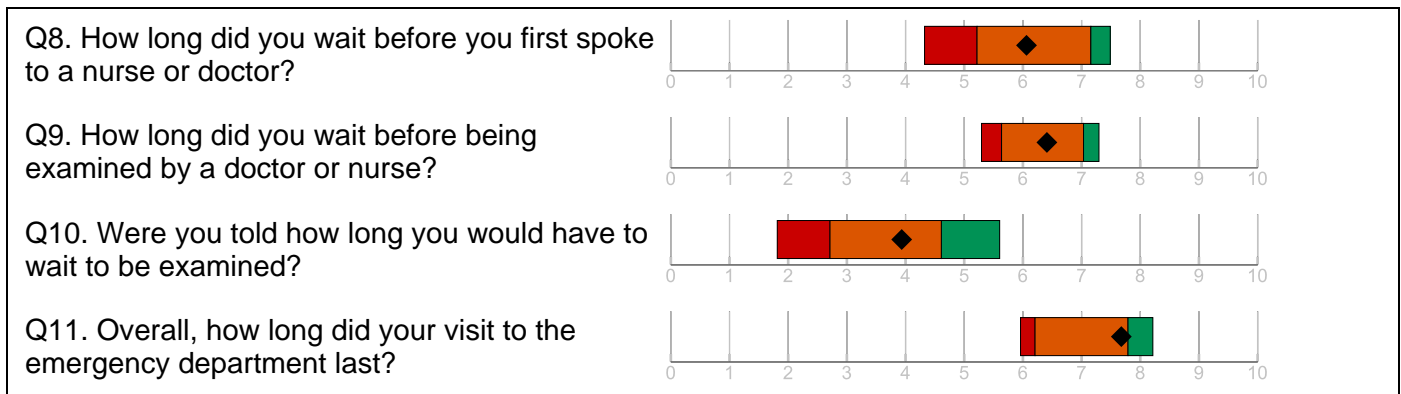 Q8. How long did you wait before you first spoke
to a nurse or doctor?
0 1 2 3 4 5 6 7 8 9 10
Q9. How long did you wait before being
examined by a doctor or nurse?
0 1 2 3 4 5 6 7 8 9 10
Q10. Were you told how long you would have to
wait to be examined?
0 1 2 3 4 5 6 7 8 9 10
Q11. Overall, how long did your visit to the
emergency department last?
0 1 2 3 4 5 6 7 8 9 10